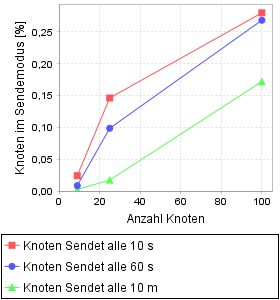 Knoten im Sendemodus [%]
0,25
0,20
0,15
0,10
0,05
0,00
0
20
40
60
80
100
Anzahl Knoten
Knoten Sendet alle 10 s
Knoten Sendet alle 60 s
Knoten Sendet alle 10 m